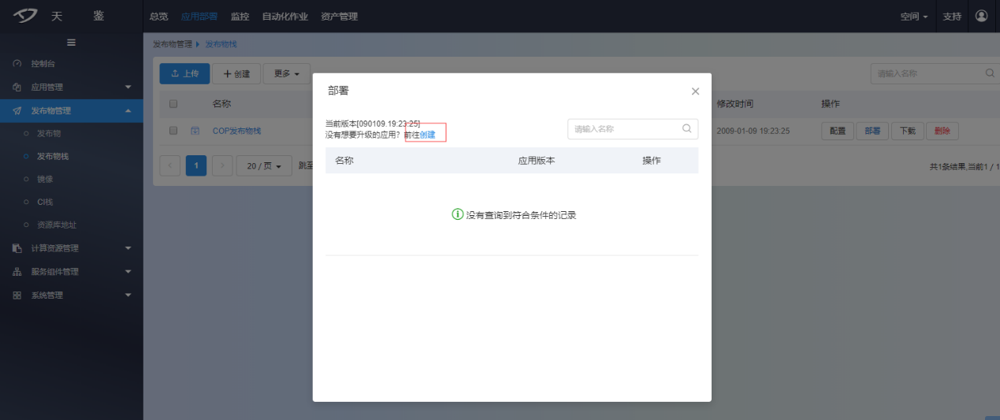 天 鉴 总览 应用部署 监控 自动化作业 资产管理 空间 支持
发布物管理 发布物栈
控制台
应用管理
发布物管理
发布物
发布物栈
镜像
CI栈
资源库地址
计算资源管理
服务组件管理
系统管理
上传 创建 更多 请输入名称
名称 修改时间 操作
COP发布物栈 2009-01-09 19:23:25 配置 部署 下载 删除
1 20 / 页 跳至 共1条结果,当前1 / 1
部署
当前版本[090109.19:23:25]
没有想要升级的应用? 前往创建
请输入名称
名称 应用版本 操作
没有查询到符合条件的记录